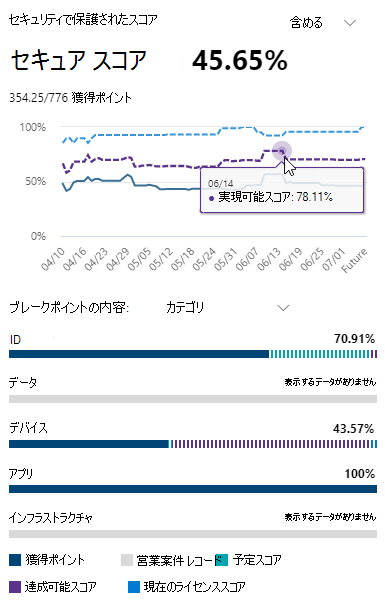 セキュリティで保護されたスコア 含める
セキュア スコア 45.65%
354.25/776 獲得ポイント
100%
50%
0%
06/14
実現可能スコア: 78.11%
04/10 04/16 04/23 04/29 05/05 05/12 05/18 05/24 05/31 06/07 06/13 06/19 06/25 07/01 Future
ブレークポイントの内容: カテゴリ
ID 70.91%
データ 表示するデータがありません
デバイス 43.57%
アプリ 100%
インフラストラクチャ 表示するデータがありません
獲得ポイント 営業案件 レコード 予定スコア
達成可能スコア 現在のライセンススコア